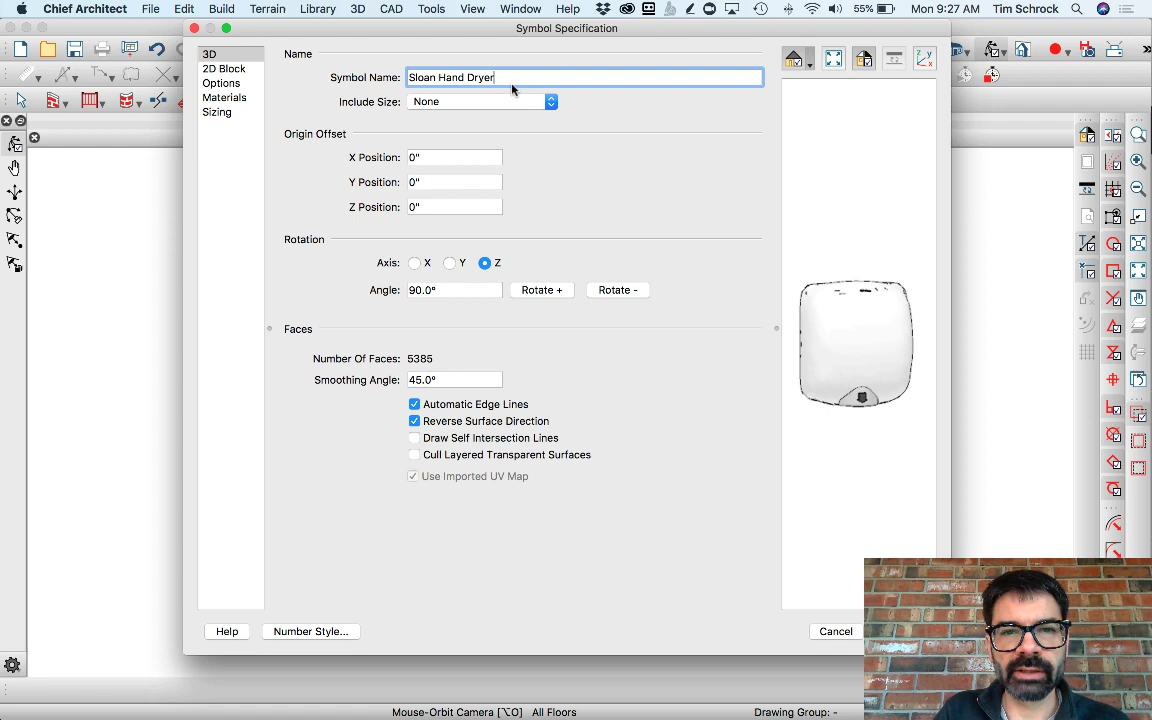 Chief Architect File Edit Build Terrain Library 3D CAD Tools View Window Help 55% Mon 9:27 AM Tim Schrock
Symbol Specification
3D
2D Block
Options
Materials
Sizing
Name
Symbol Name: Sloan Hand Dryer
Include Size: None
Origin Offset
X Position: 0"
Y Position: 0"
Z Position: 0"
Rotation
Axis: X Y Z
Angle: 90.0° Rotate + Rotate -
Faces
Number Of Faces: 5385
Smoothing Angle: 45.0°
Automatic Edge Lines
Reverse Surface Direction
Draw Self Intersection Lines
Cull Layered Transparent Surfaces
Use Imported UV Map
Help Number Style... Cancel
Mouse-Orbit Camera [⌥O] All Floors Drawing Group: -